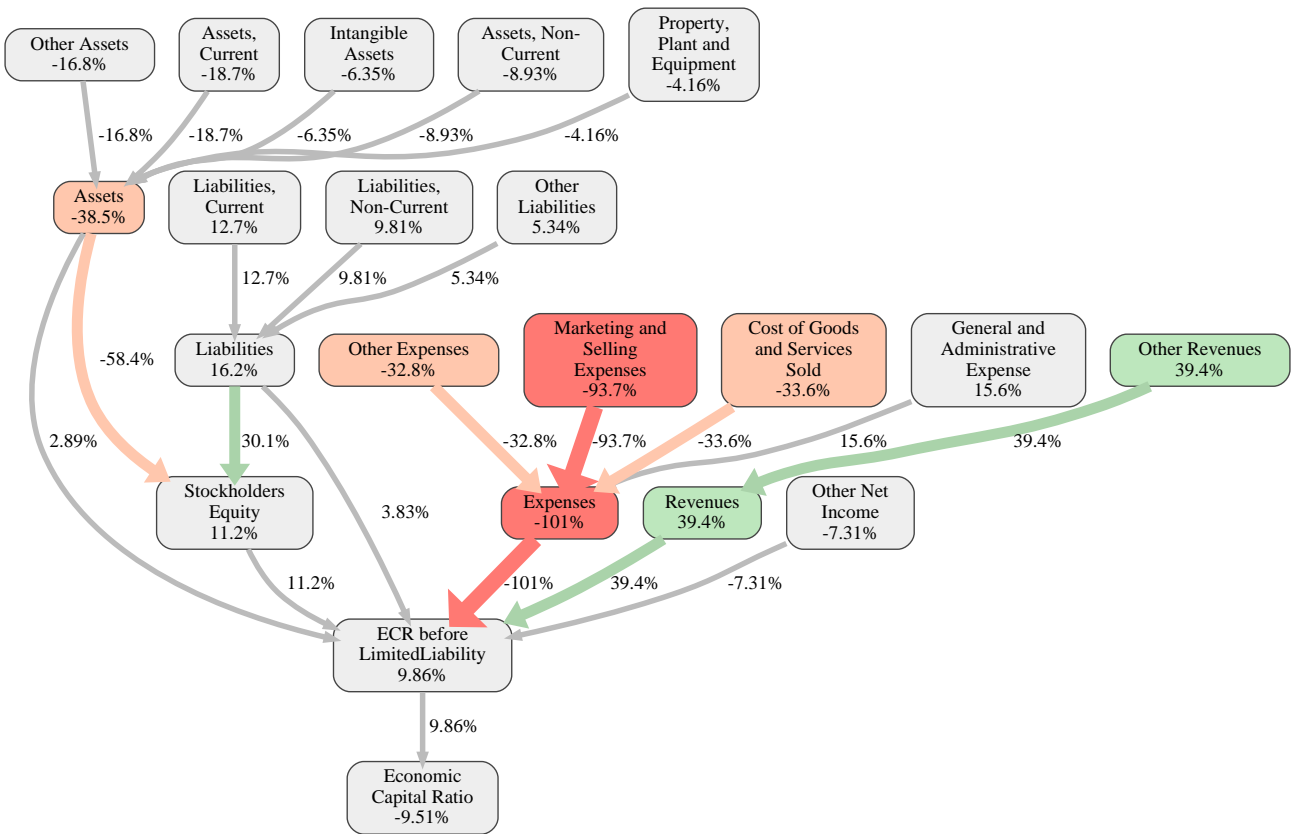 Other Assets
-16.8%
Assets,
Current
-18.7%
Intangible
Assets
-6.35%
Assets, Non-
Current
-8.93%
Property,
Plant and
Equipment
-4.16%
-16.8%
-18.7%
-6.35%
-8.93%
-4.16%
Assets
-38.5%
Liabilities,
Current
12.7%
Liabilities,
Non-Current
9.81%
Other
Liabilities
5.34%
12.7%
9.81%
5.34%
-58.4%
Liabilities
16.2%
Other Expenses
-32.8%
Marketing and
Selling
Expenses
-93.7%
Cost of Goods
and Services
Sold
-33.6%
General and
Administrative
Expense
15.6%
Other Revenues
39.4%
2.89%
30.1%
-32.8%
-93.7%
-33.6%
15.6%
39.4%
Stockholders
Equity
11.2%
3.83%
Expenses
-101%
Revenues
39.4%
Other Net
Income
-7.31%
11.2%
-101%
39.4%
-7.31%
ECR before
LimitedLiability
9.86%
9.86%
Economic
Capital Ratio
-9.51%